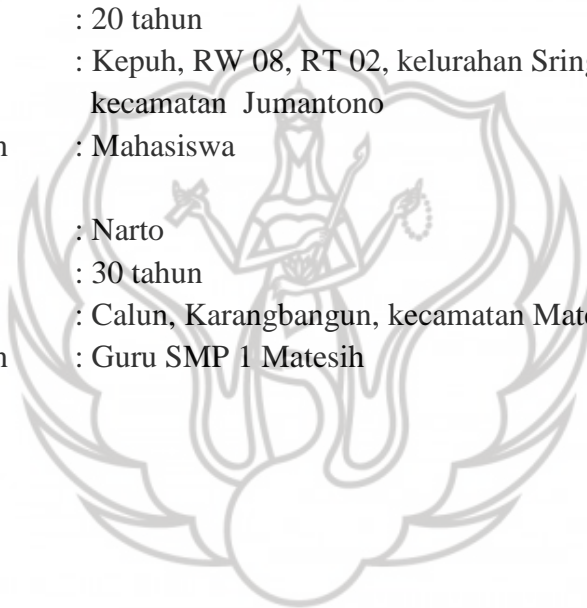 : 20 tahun
: Kepuh, RW 08, RT 02, kelurahan
kecamatan Jumantono
: Mahasiswa
: Narto
: 30 tahun
: Calun, Karangbangun, kecamatan
: Guru SMP 1 Matesih